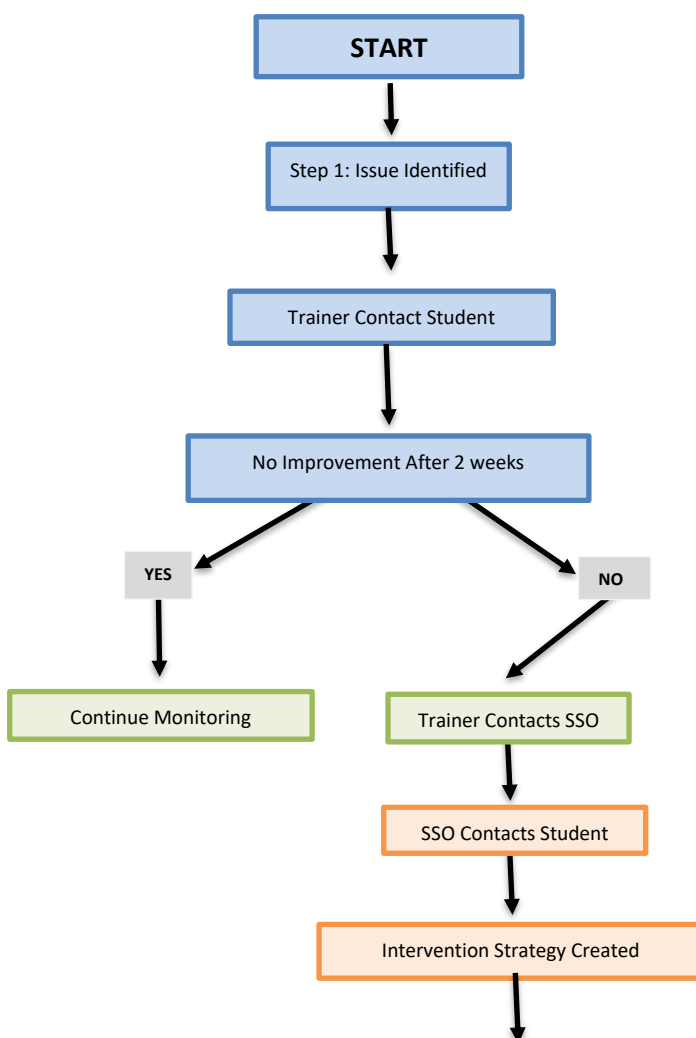 START
Step 1: Issue Identified
Trainer Contact Student
No Improvement After 2 weeks
YES
NO
Continue Monitoring
Trainer Contacts SSO
SSO Contacts Student
Intervention Strategy Created